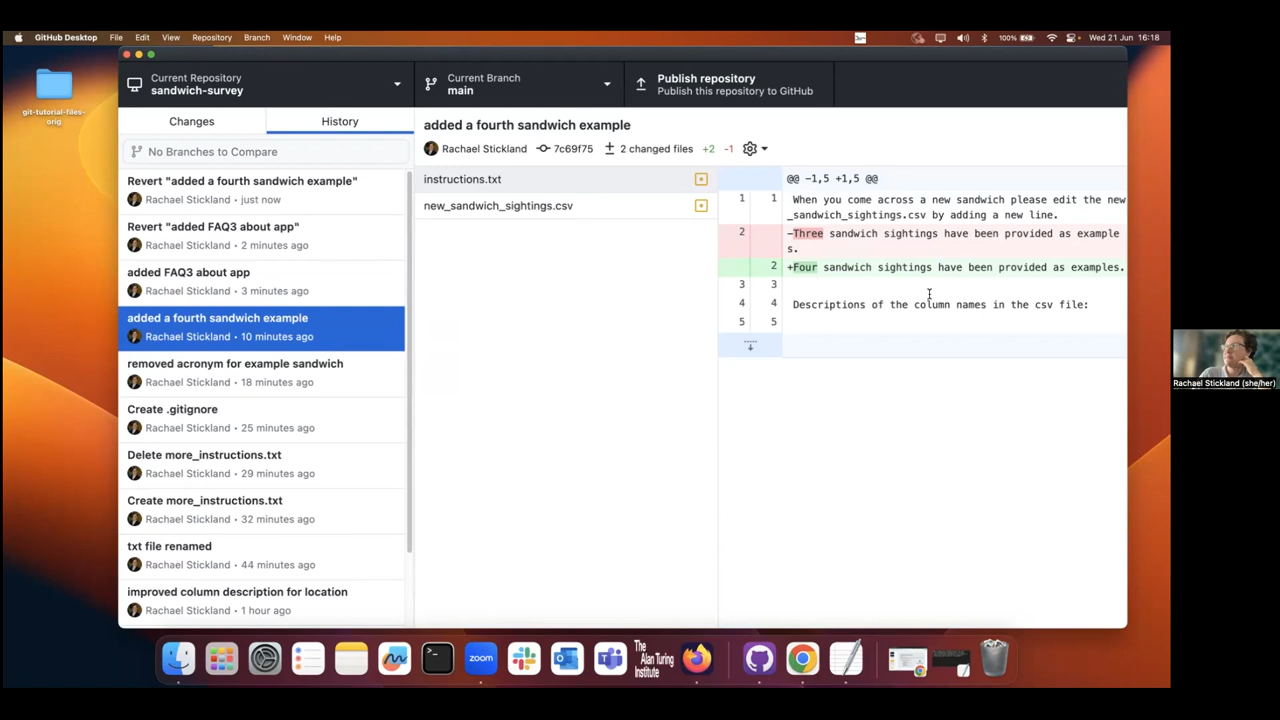 GitHub Desktop File Edit View Repository Branch Window Help
100% Wed 21 Jun 16:18
git-tutorial-files-
orig
Current Repository
sandwich-survey
Current Branch
main
Publish repository
Publish this repository to GitHub
Changes
History
No Branches to Compare
Revert "added a fourth sandwich example"
Rachael Stickland • just now
Revert "added FAQ3 about app"
Rachael Stickland • 2 minutes ago
added FAQ3 about app
Rachael Stickland • 3 minutes ago
added a fourth sandwich example
Rachael Stickland • 10 minutes ago
removed acronym for example sandwich
Rachael Stickland • 18 minutes ago
Create .gitignore
Rachael Stickland • 25 minutes ago
Delete more_instructions.txt
Rachael Stickland • 29 minutes ago
Create more_instructions.txt
Rachael Stickland • 32 minutes ago
txt file renamed
Rachael Stickland • 44 minutes ago
improved column description for location
Rachael Stickland • 1 hour ago
added a fourth sandwich example
Rachael Stickland 7c69f75 2 changed files +2 -1
instructions.txt
new_sandwich_sightings.csv
@@ -1,5 +1,5 @@
1 1 When you come across a new sandwich please edit the new
_sandwich_sightings.csv by adding a new line.
2 -Three sandwich sightings have been provided as example
s.
2 +Four sandwich sightings have been provided as examples.
3 3
4 4 Descriptions of the column names in the csv file:
5 5
Rachael Stickland (she/her)
zoom
The
Alan Turing
Institute